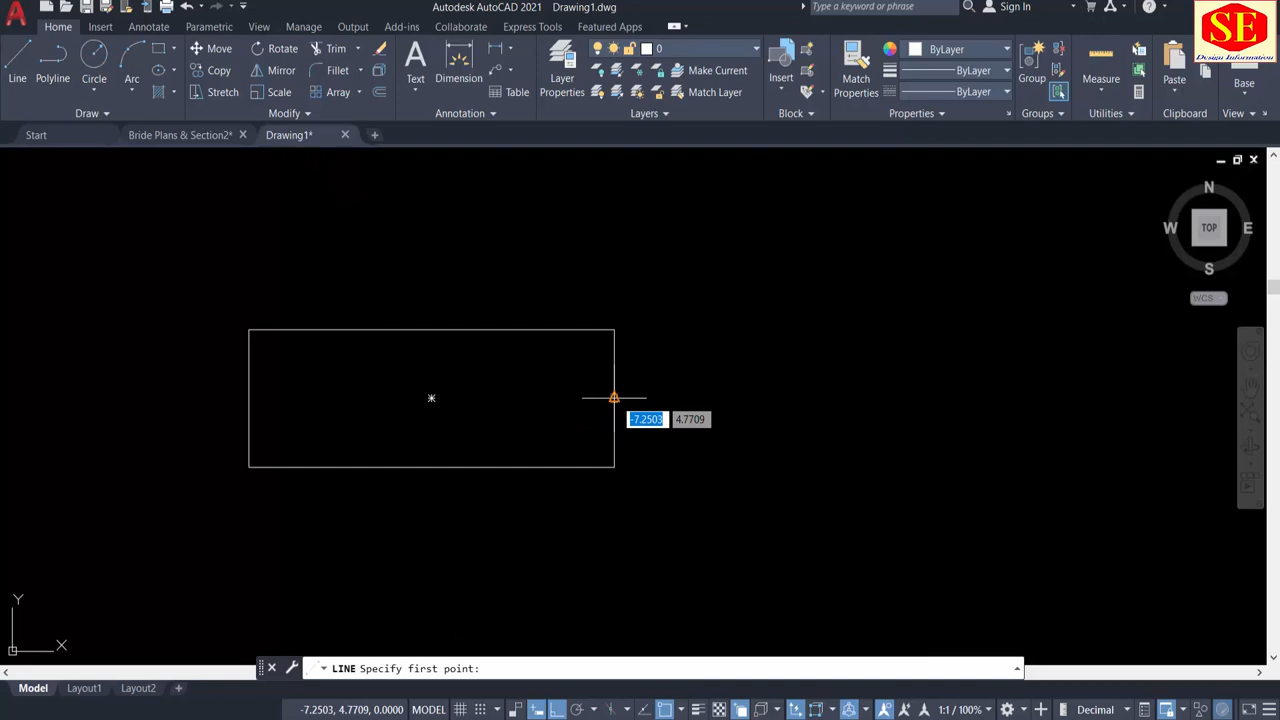 Autodesk AutoCAD 2021 Drawing1.dwg
Type a keyword or phrase
Sign In
SE
Design Information
Home Insert Annotate Parametric View Manage Output Add-ins Collaborate Express Tools Featured Apps
Move Rotate Trim
0
ByLayer
Line Polyline Circle Arc
Copy Mirror Fillet
Text Dimension
Layer Properties
Make Current
Insert
Match Properties
ByLayer
Group
Measure
Paste
Base
Stretch Scale Array
Table
Match Layer
ByLayer
Draw Modify Annotation Layers Block Properties Groups Utilities Clipboard View
Start Bride Plans & Section2* Drawing1*
N
W TOP E
S
WCS
-7.2503 4.7709
Y
X
LINE Specify first point:
Model Layout1 Layout2
-7.2503, 4.7709, 0.0000 MODEL 1:1 / 100% Decimal